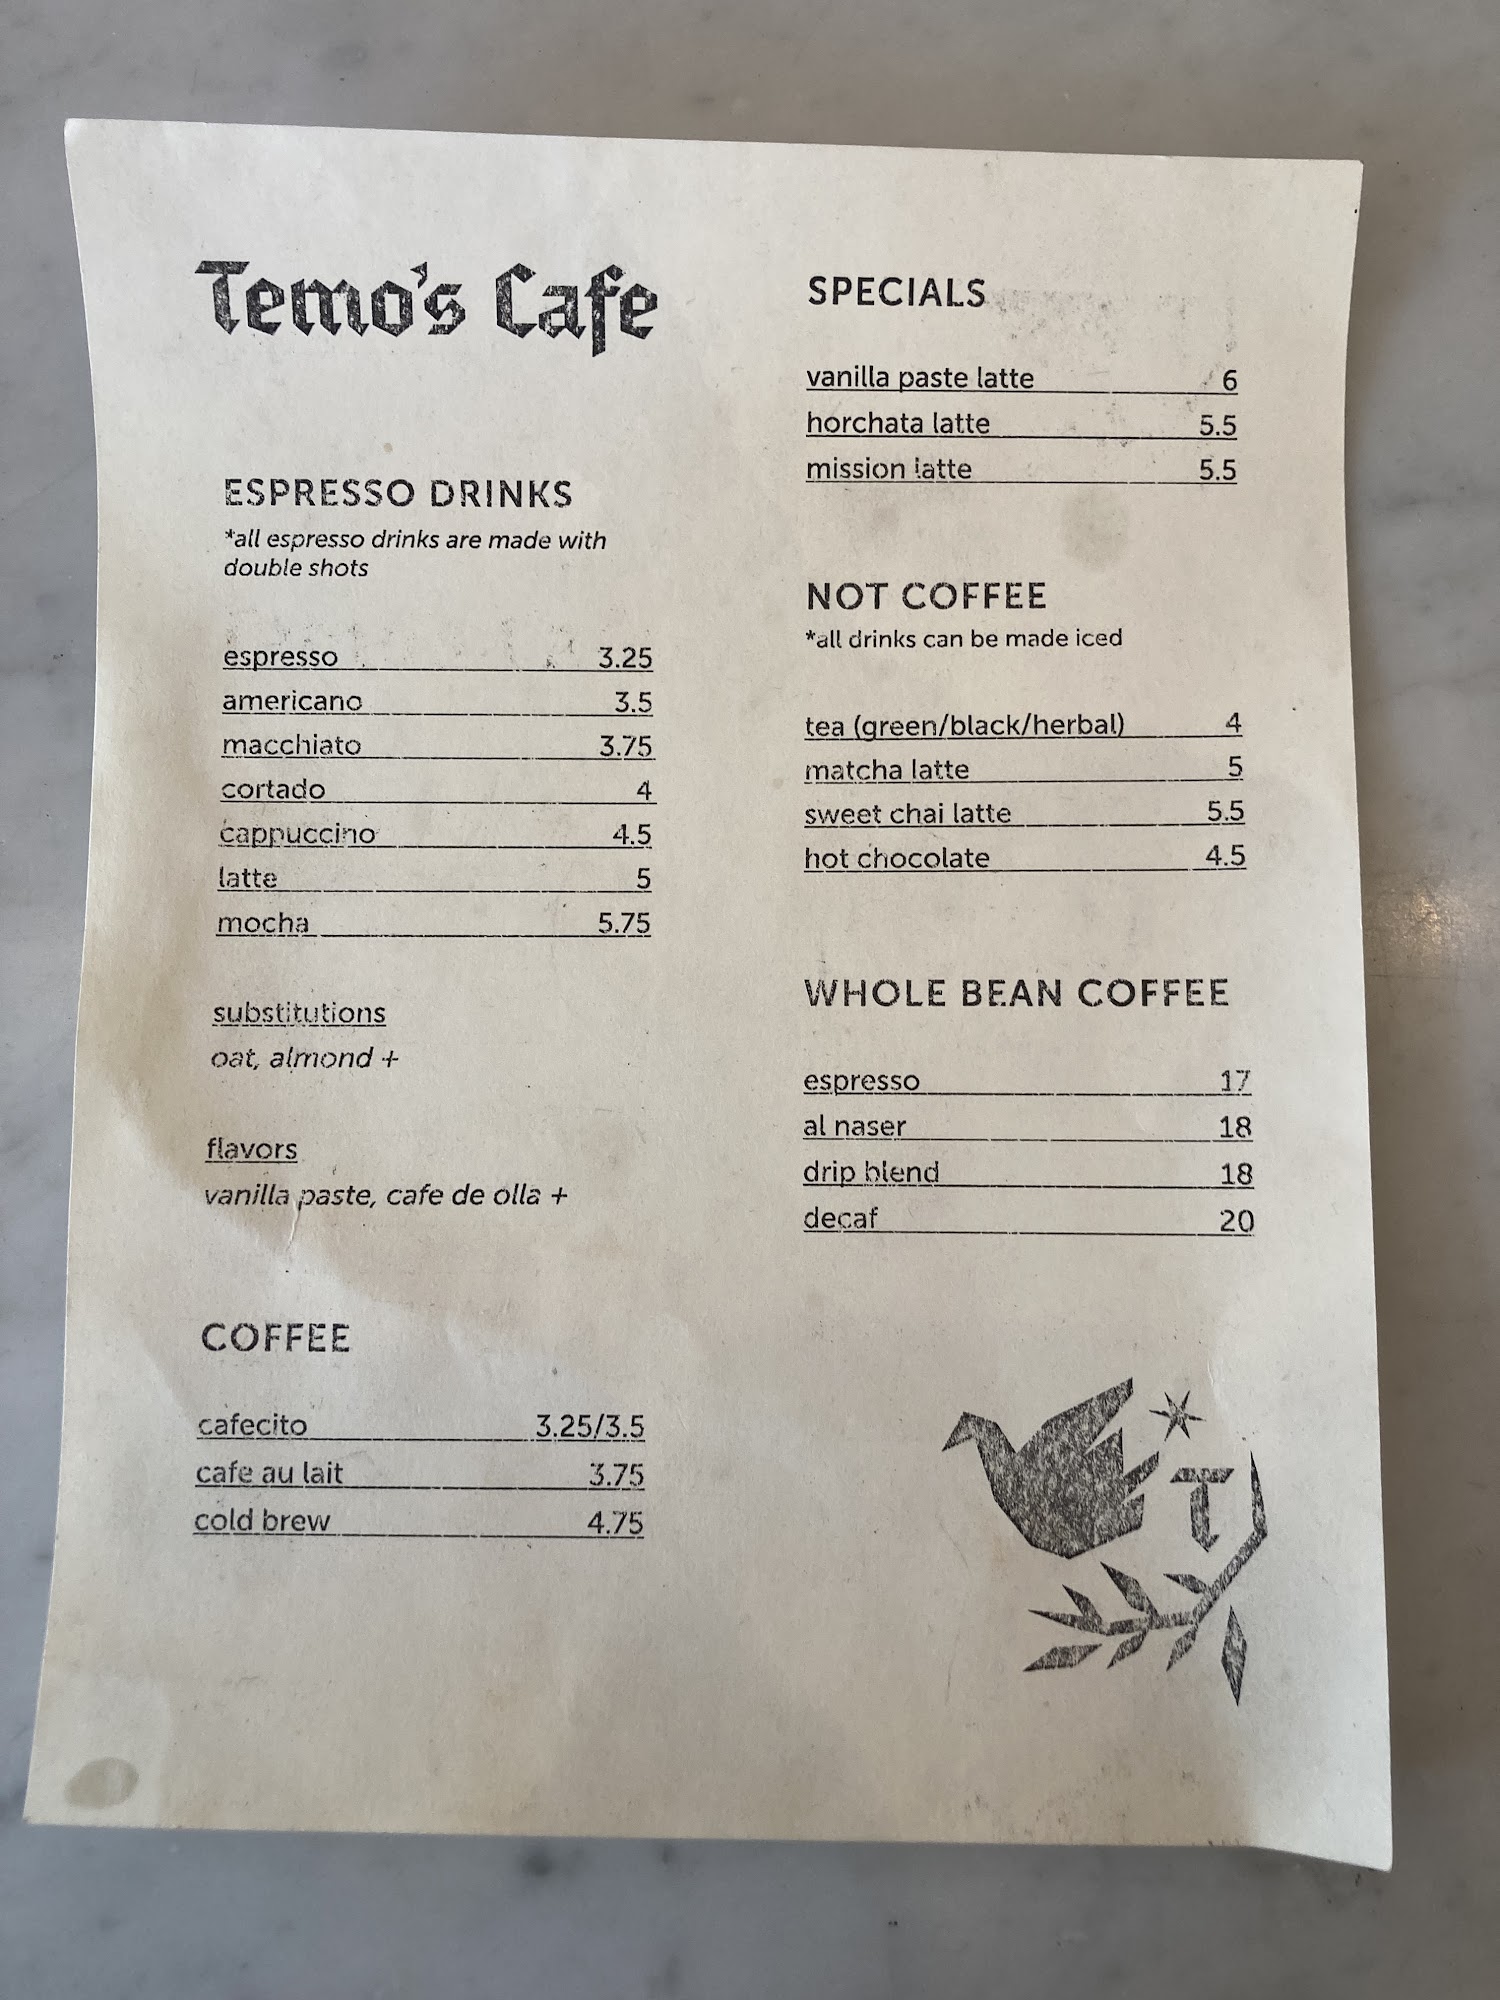 Temo's Cafe
ESPRESSO DRINKS
*all espresso drinks are made with
double shots
espresso 3.25
americano 3.5
macchiato 3.75
cortado 4
cappuccino 4.5
latte 5
mocha 5.75
substitutions
oat, almond +
flavors
vanilla paste, cafe de olla +
COFFEE
cafecito 3.25/3.5
cafe au lait 3.75
cold brew 4.75
SPECIALS
vanilla paste latte 6
horchata latte 5.5
mission latte 5.5
NOT COFFEE
*all drinks can be made iced
tea (green/black/herbal) 4
matcha latte 5
sweet chai latte 5.5
hot chocolate 4.5
WHOLE BEAN COFFEE
espresso 17
al naser 18
drip blend 18
decaf 20
T